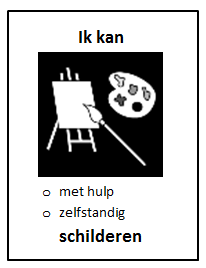 Ik kan
o met hulp
o zelfstandig
schilderen